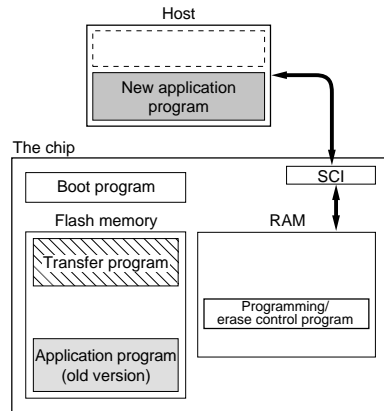 Host
New application
program
The chip
SCI
Boot program
Flash memory
RAM
Transfer program
Programming/
erase control program
Application program
(old version)